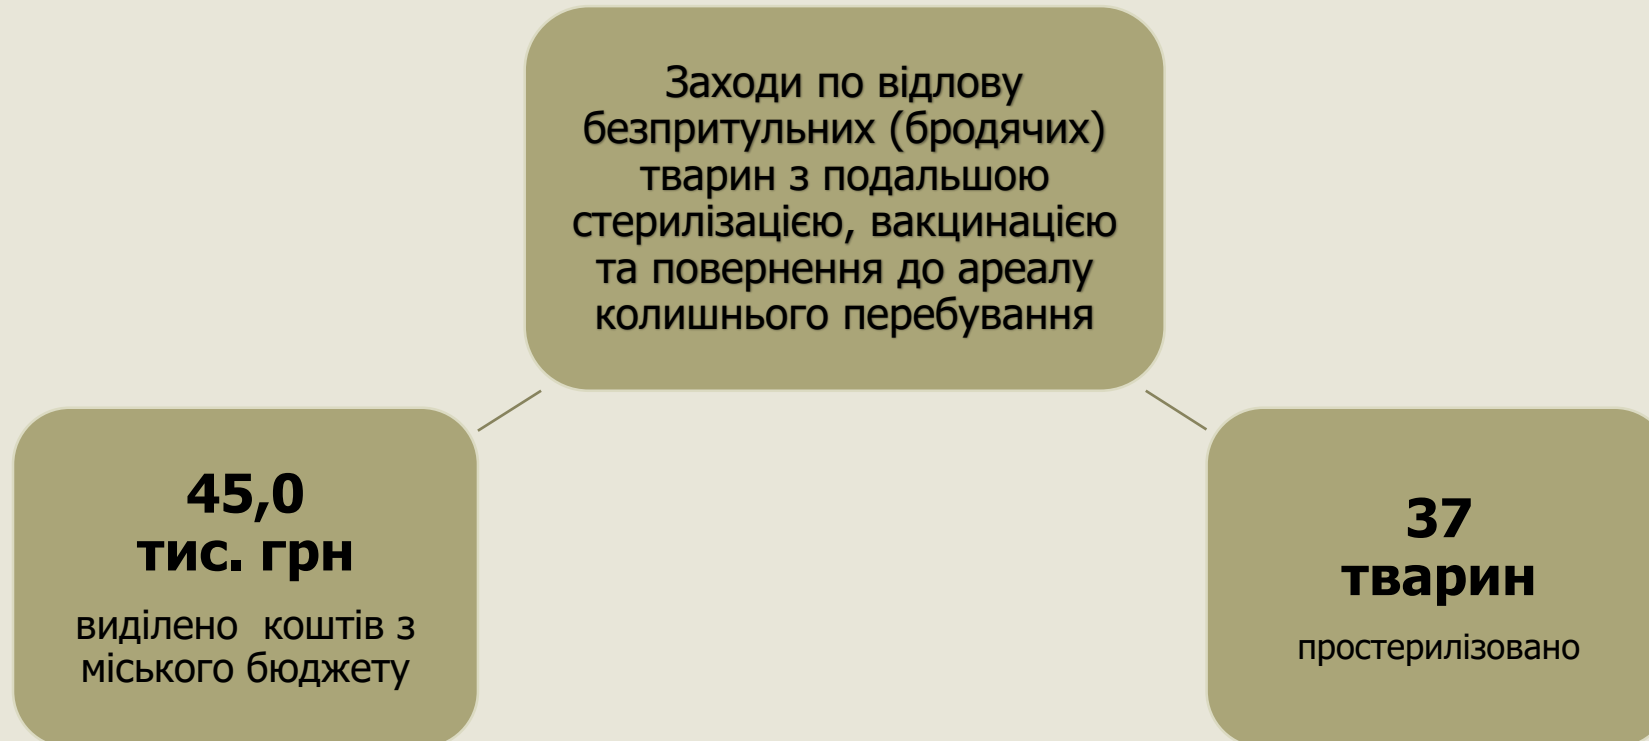 Заходи по відлову
безпритульних (бродячих)
тварин з подальшою
стерилізацією, вакцинацією
та повернення до ареалу
колишнього перебування
45,0
тис. грн
виділено  коштів з
міського бюджету
37
тварин
простерилізовано